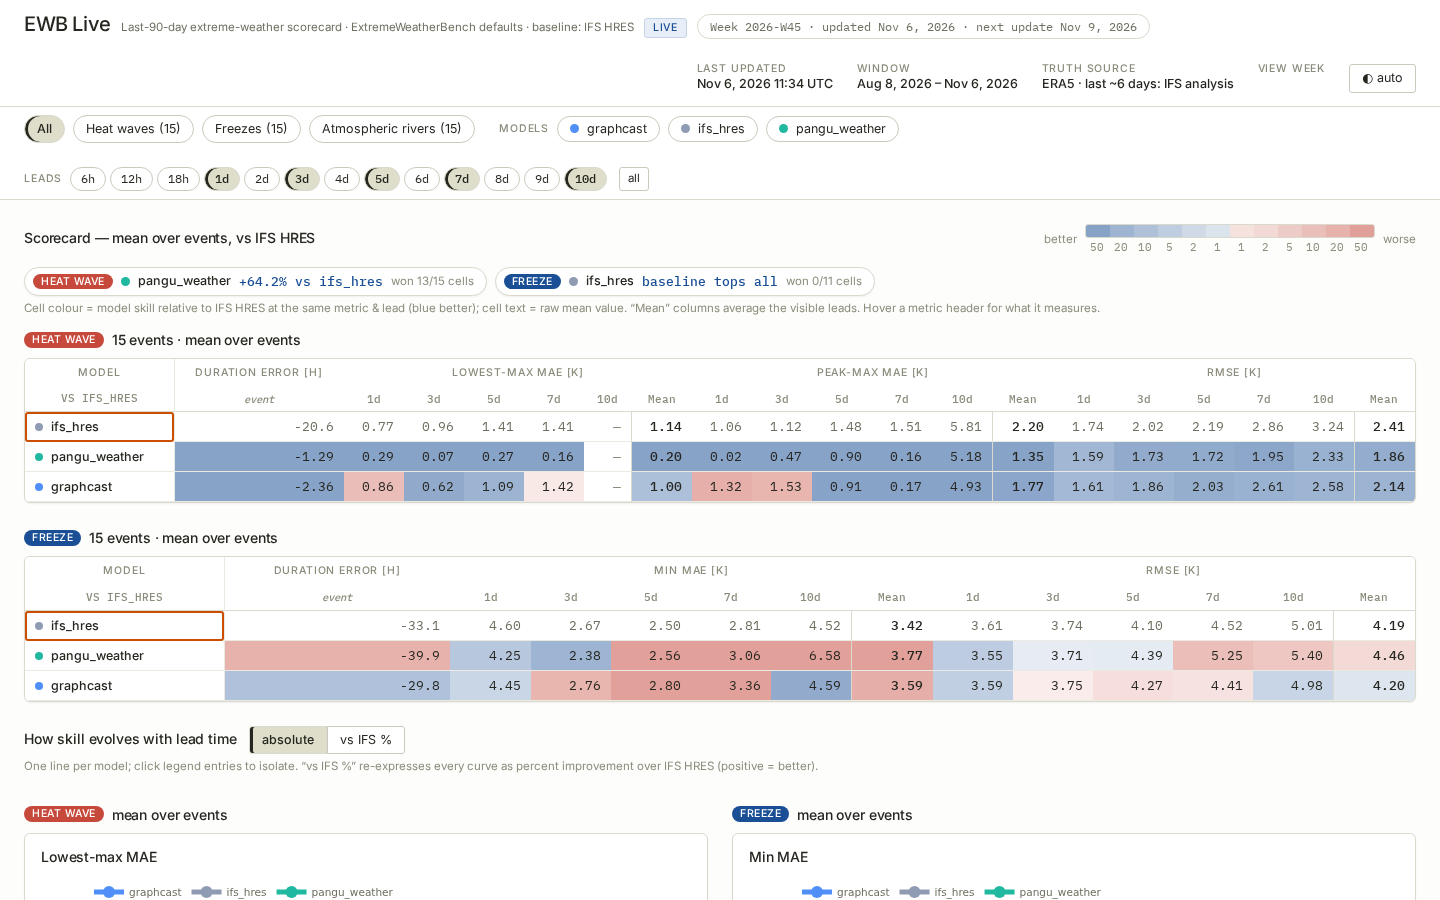 EWB Live Last-90-day extreme-weather scorecard · ExtremeWeatherBench defaults · baseline: IFS HRES LIVE Week 2026-W45 · updated Nov 6, 2026 · next update Nov 9, 2026
LAST UPDATED WINDOW TRUTH SOURCE VIEW WEEK
Nov 6, 2026 11:34 UTC Aug 8, 2026 – Nov 6, 2026 ERA5 · last ~6 days: IFS analysis ◐ auto
All Heat waves (15) Freezes (15) Atmospheric rivers (15) MODELS graphcast ifs_hres pangu_weather
LEADS 6h 12h 18h 1d 2d 3d 4d 5d 6d 7d 8d 9d 10d all
Scorecard — mean over events, vs IFS HRES
better 50 20 10 5 2 1 1 2 5 10 20 50 worse
HEAT WAVE pangu_weather +64.2% vs ifs_hres won 13/15 cells FREEZE ifs_hres baseline tops all won 0/11 cells
Cell colour = model skill relative to IFS HRES at the same metric & lead (blue better); cell text = raw mean value. “Mean” columns average the visible leads. Hover a metric header for what it measures.
HEAT WAVE 15 events · mean over events
MODEL DURATION ERROR [H] LOWEST-MAX MAE [K] PEAK-MAX MAE [K] RMSE [K]
VS IFS_HRES event 1d 3d 5d 7d 10d Mean 1d 3d 5d 7d 10d Mean 1d 3d 5d 7d 10d Mean
ifs_hres -20.6 0.77 0.96 1.41 1.41 — 1.14 1.06 1.12 1.48 1.51 5.81 2.20 1.74 2.02 2.19 2.86 3.24 2.41
pangu_weather -1.29 0.29 0.07 0.27 0.16 — 0.20 0.02 0.47 0.90 0.16 5.18 1.35 1.59 1.73 1.72 1.95 2.33 1.86
graphcast -2.36 0.86 0.62 1.09 1.42 — 1.00 1.32 1.53 0.91 0.17 4.93 1.77 1.61 1.86 2.03 2.61 2.58 2.14
FREEZE 15 events · mean over events
MODEL DURATION ERROR [H] MIN MAE [K] RMSE [K]
VS IFS_HRES event 1d 3d 5d 7d 10d Mean 1d 3d 5d 7d 10d Mean
ifs_hres -33.1 4.60 2.67 2.50 2.81 4.52 3.42 3.61 3.74 4.10 4.52 5.01 4.19
pangu_weather -39.9 4.25 2.38 2.56 3.06 6.58 3.77 3.55 3.71 4.39 5.25 5.40 4.46
graphcast -29.8 4.45 2.76 2.80 3.36 4.59 3.59 3.59 3.75 4.27 4.41 4.98 4.20
How skill evolves with lead time absolute vs IFS %
One line per model; click legend entries to isolate. “vs IFS %” re-expresses every curve as percent improvement over IFS HRES (positive = better).
HEAT WAVE mean over events
Lowest-max MAE
graphcast ifs_hres pangu_weather
FREEZE mean over events
Min MAE
graphcast ifs_hres pangu_weather